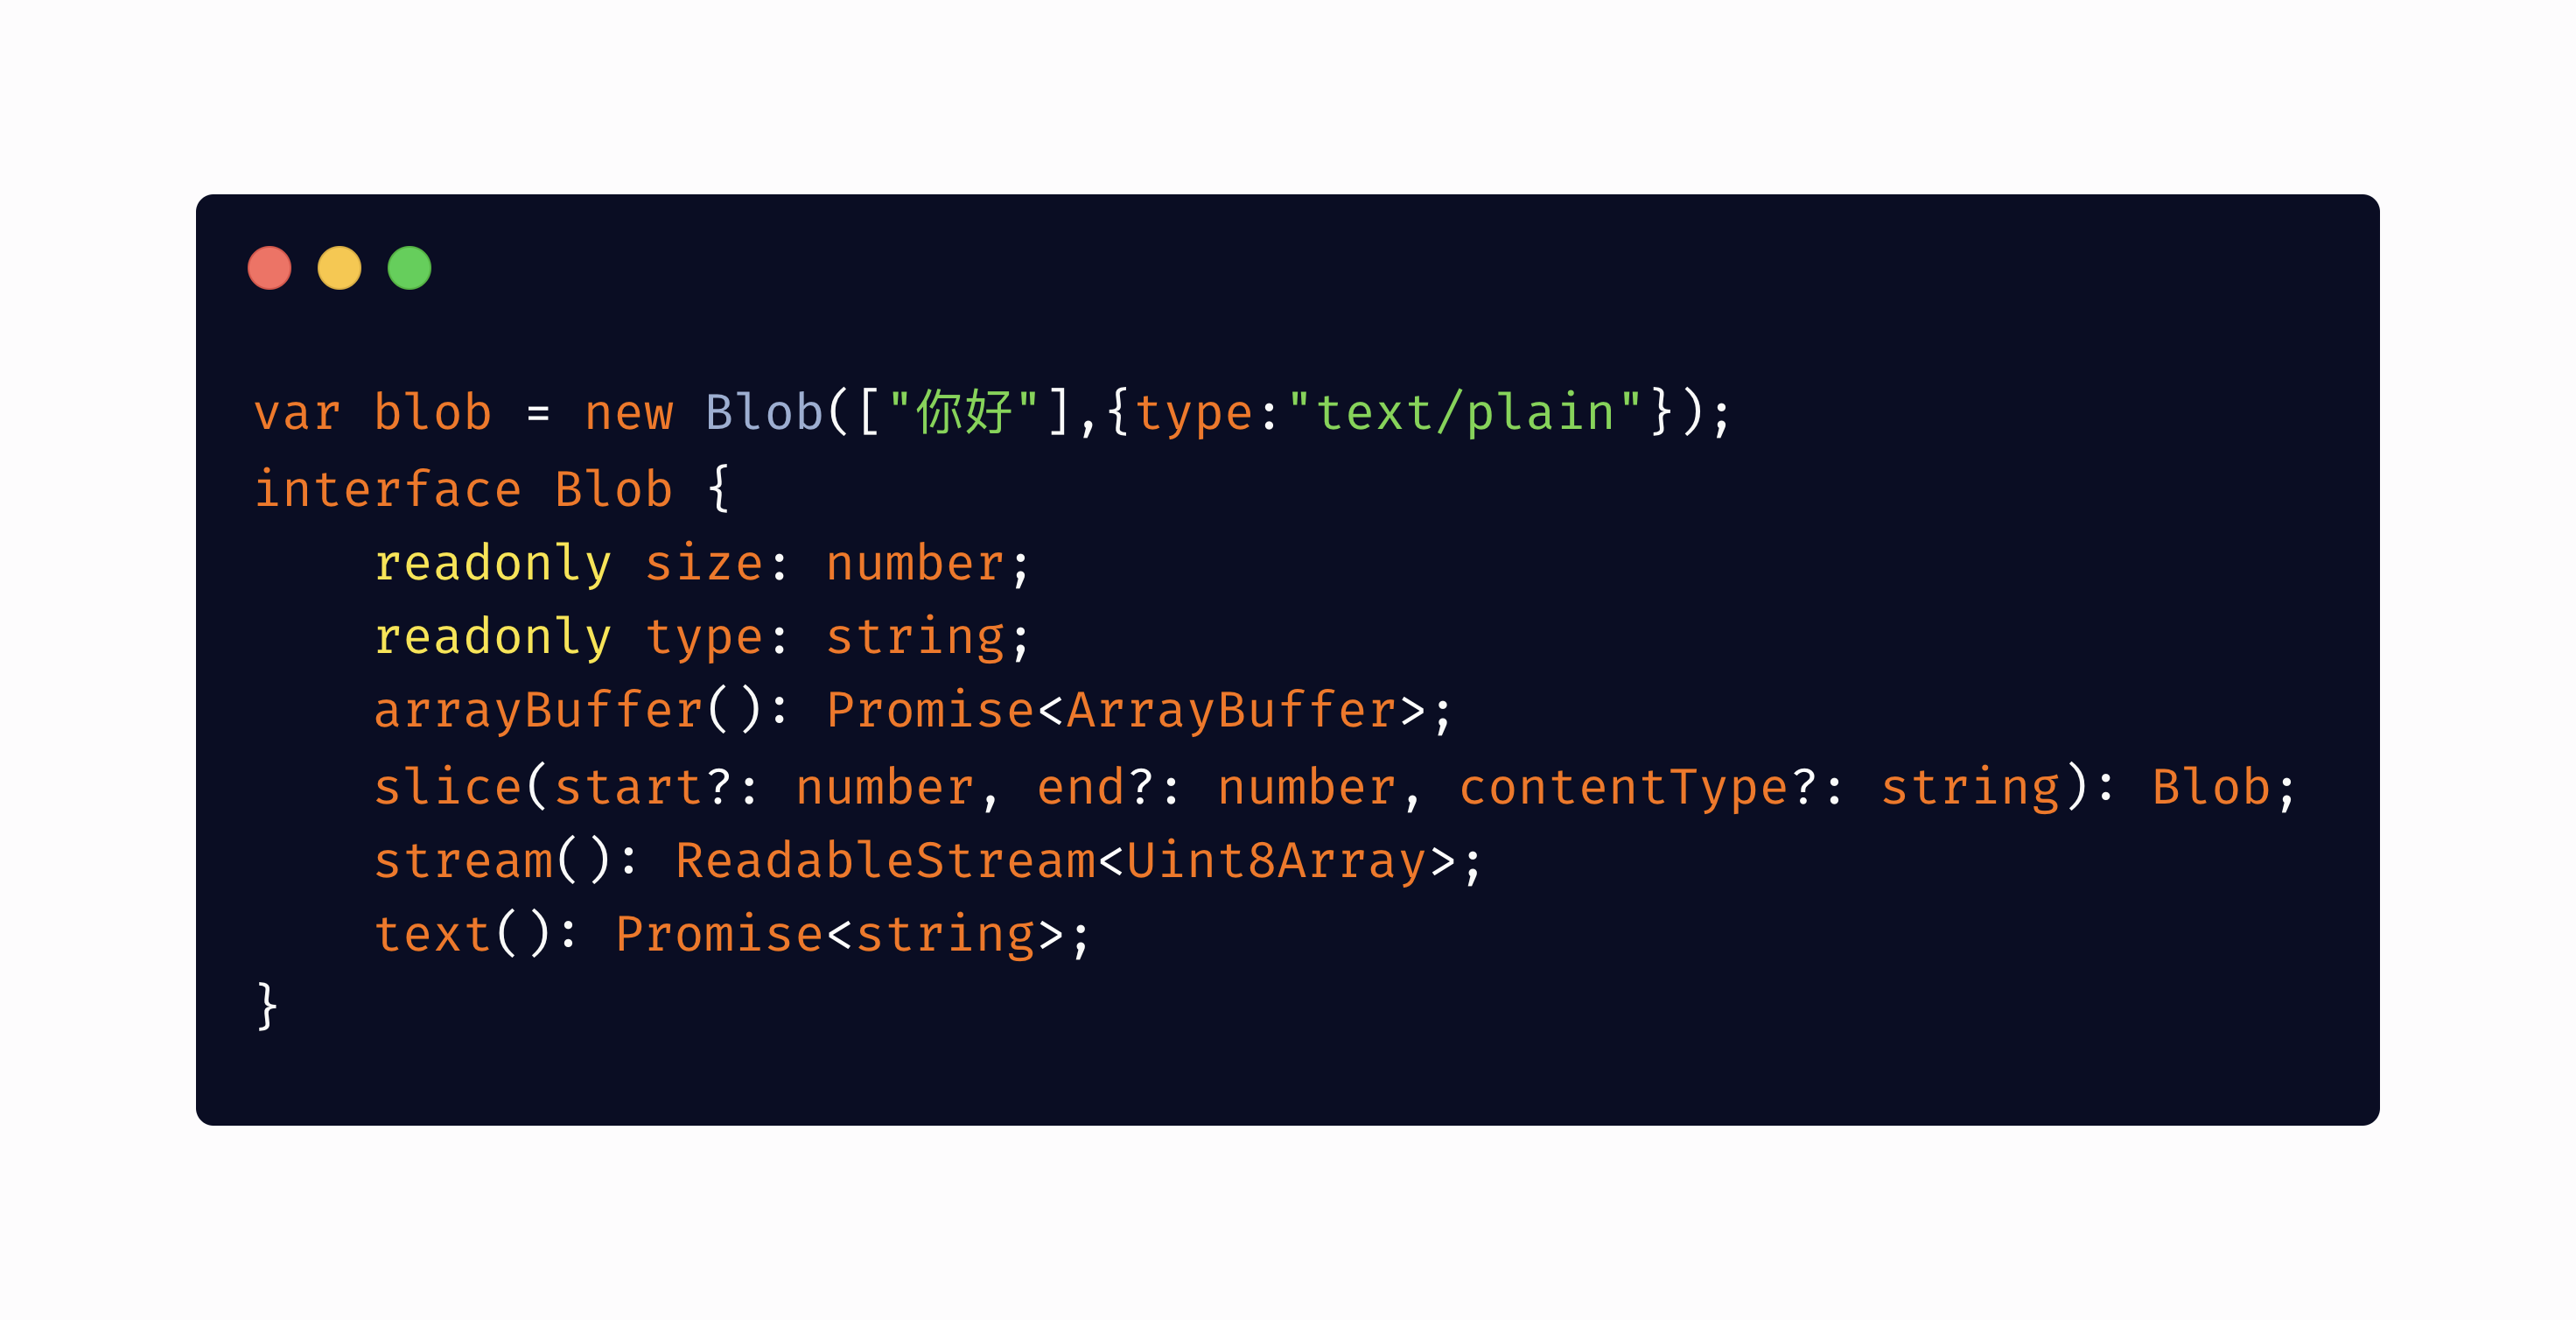 var blob = new Blob(["你好"],{type:"text/plain"});
interface Blob {
    readonly size: number;
    readonly type: string;
    arrayBuffer(): Promise<ArrayBuffer>;
    slice(start?: number, end?: number, contentType?: string): Blob;
    stream(): ReadableStream<Uint8Array>;
    text(): Promise<string>;
}